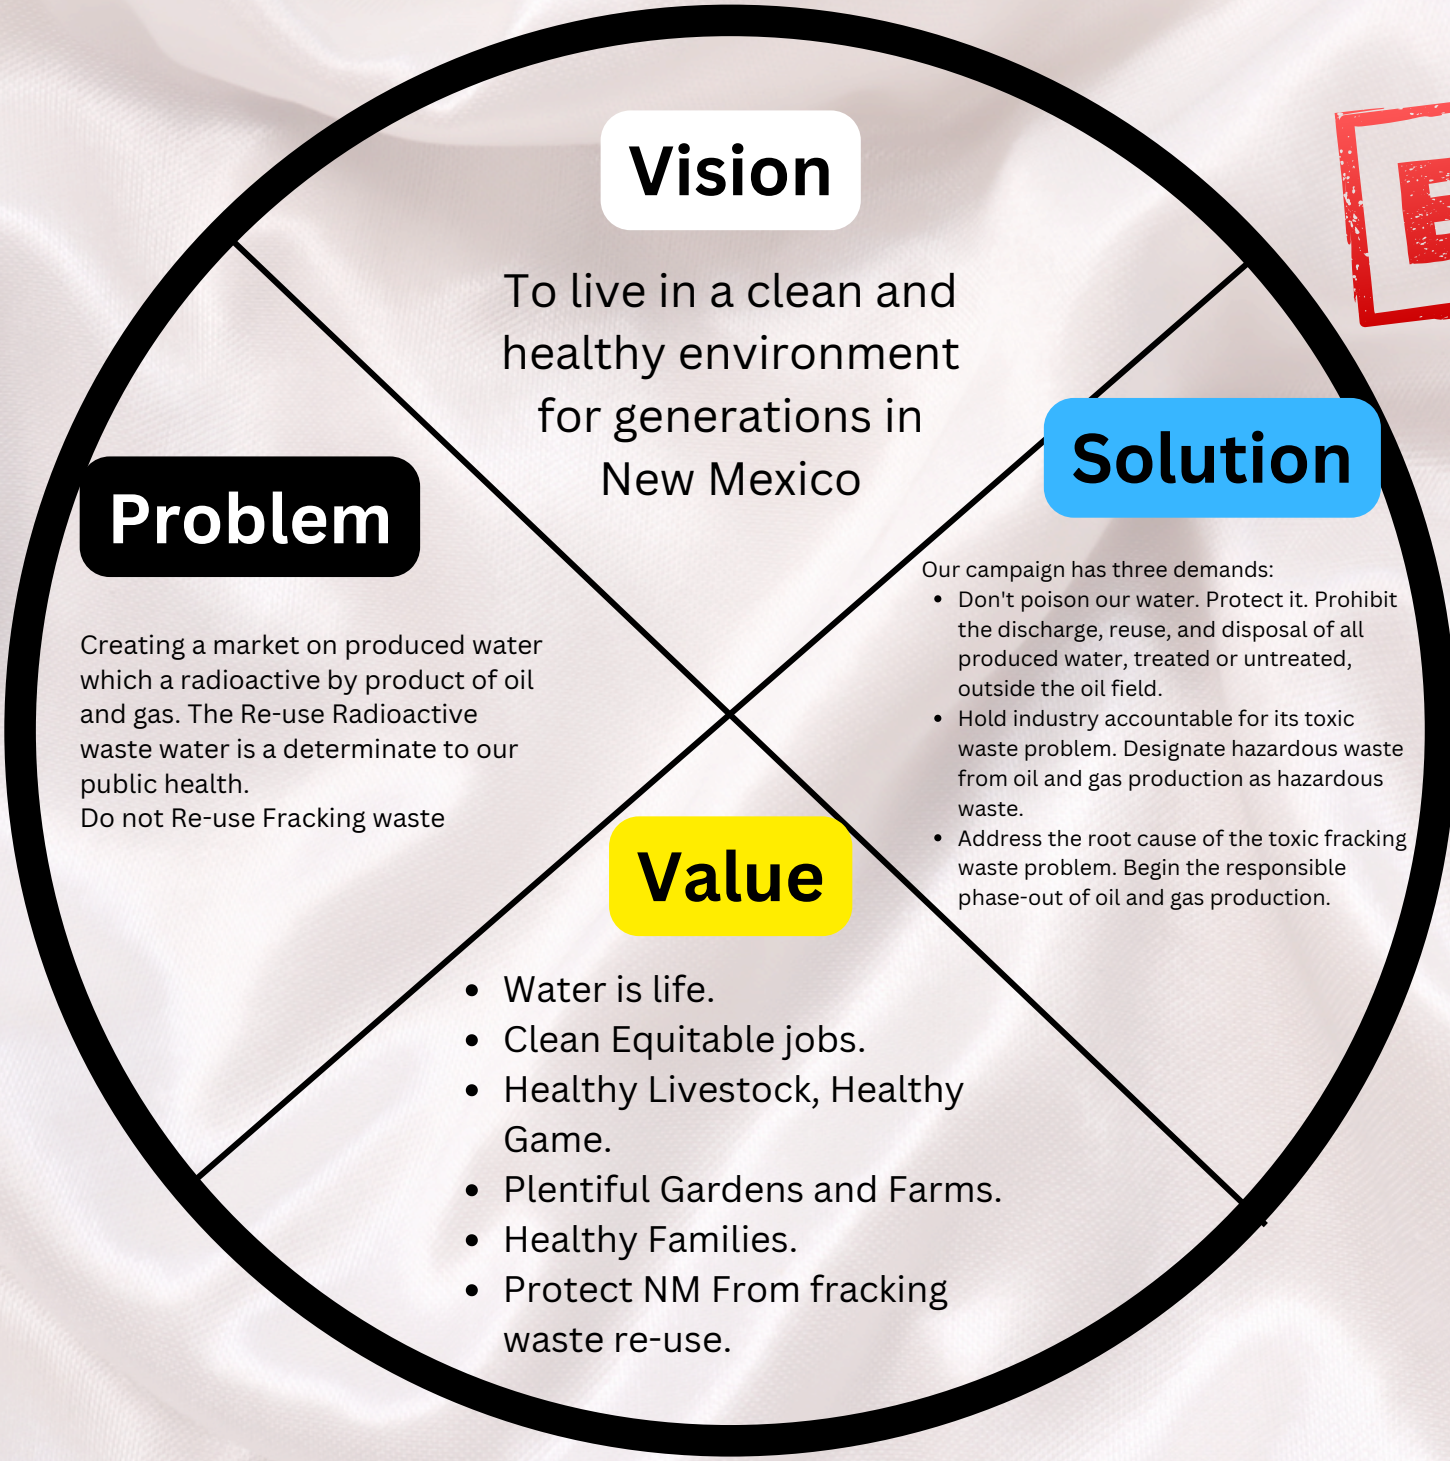 Vision
To live in a clean and
healthy environment
for generations in
New Mexico
Problem
Creating a market on produced water
which a radioactive by product of oil
and gas. The Re-use Radioactive
waste water is a determinate to our
public health.
Do not Re-use Fracking waste
Solution
Our campaign has three demands:
• Don't poison our water. Protect it. Prohibit
the discharge, reuse, and disposal of all
produced water, treated or untreated,
outside the oil field.
• Hold industry accountable for its toxic
waste problem. Designate hazardous waste
from oil and gas production as hazardous
waste.
• Address the root cause of the toxic fracking
waste problem. Begin the responsible
phase-out of oil and gas production.
Value
• Water is life.
• Clean Equitable jobs.
• Healthy Livestock, Healthy
Game.
• Plentiful Gardens and Farms.
• Healthy Families.
• Protect NM From fracking
waste re-use.